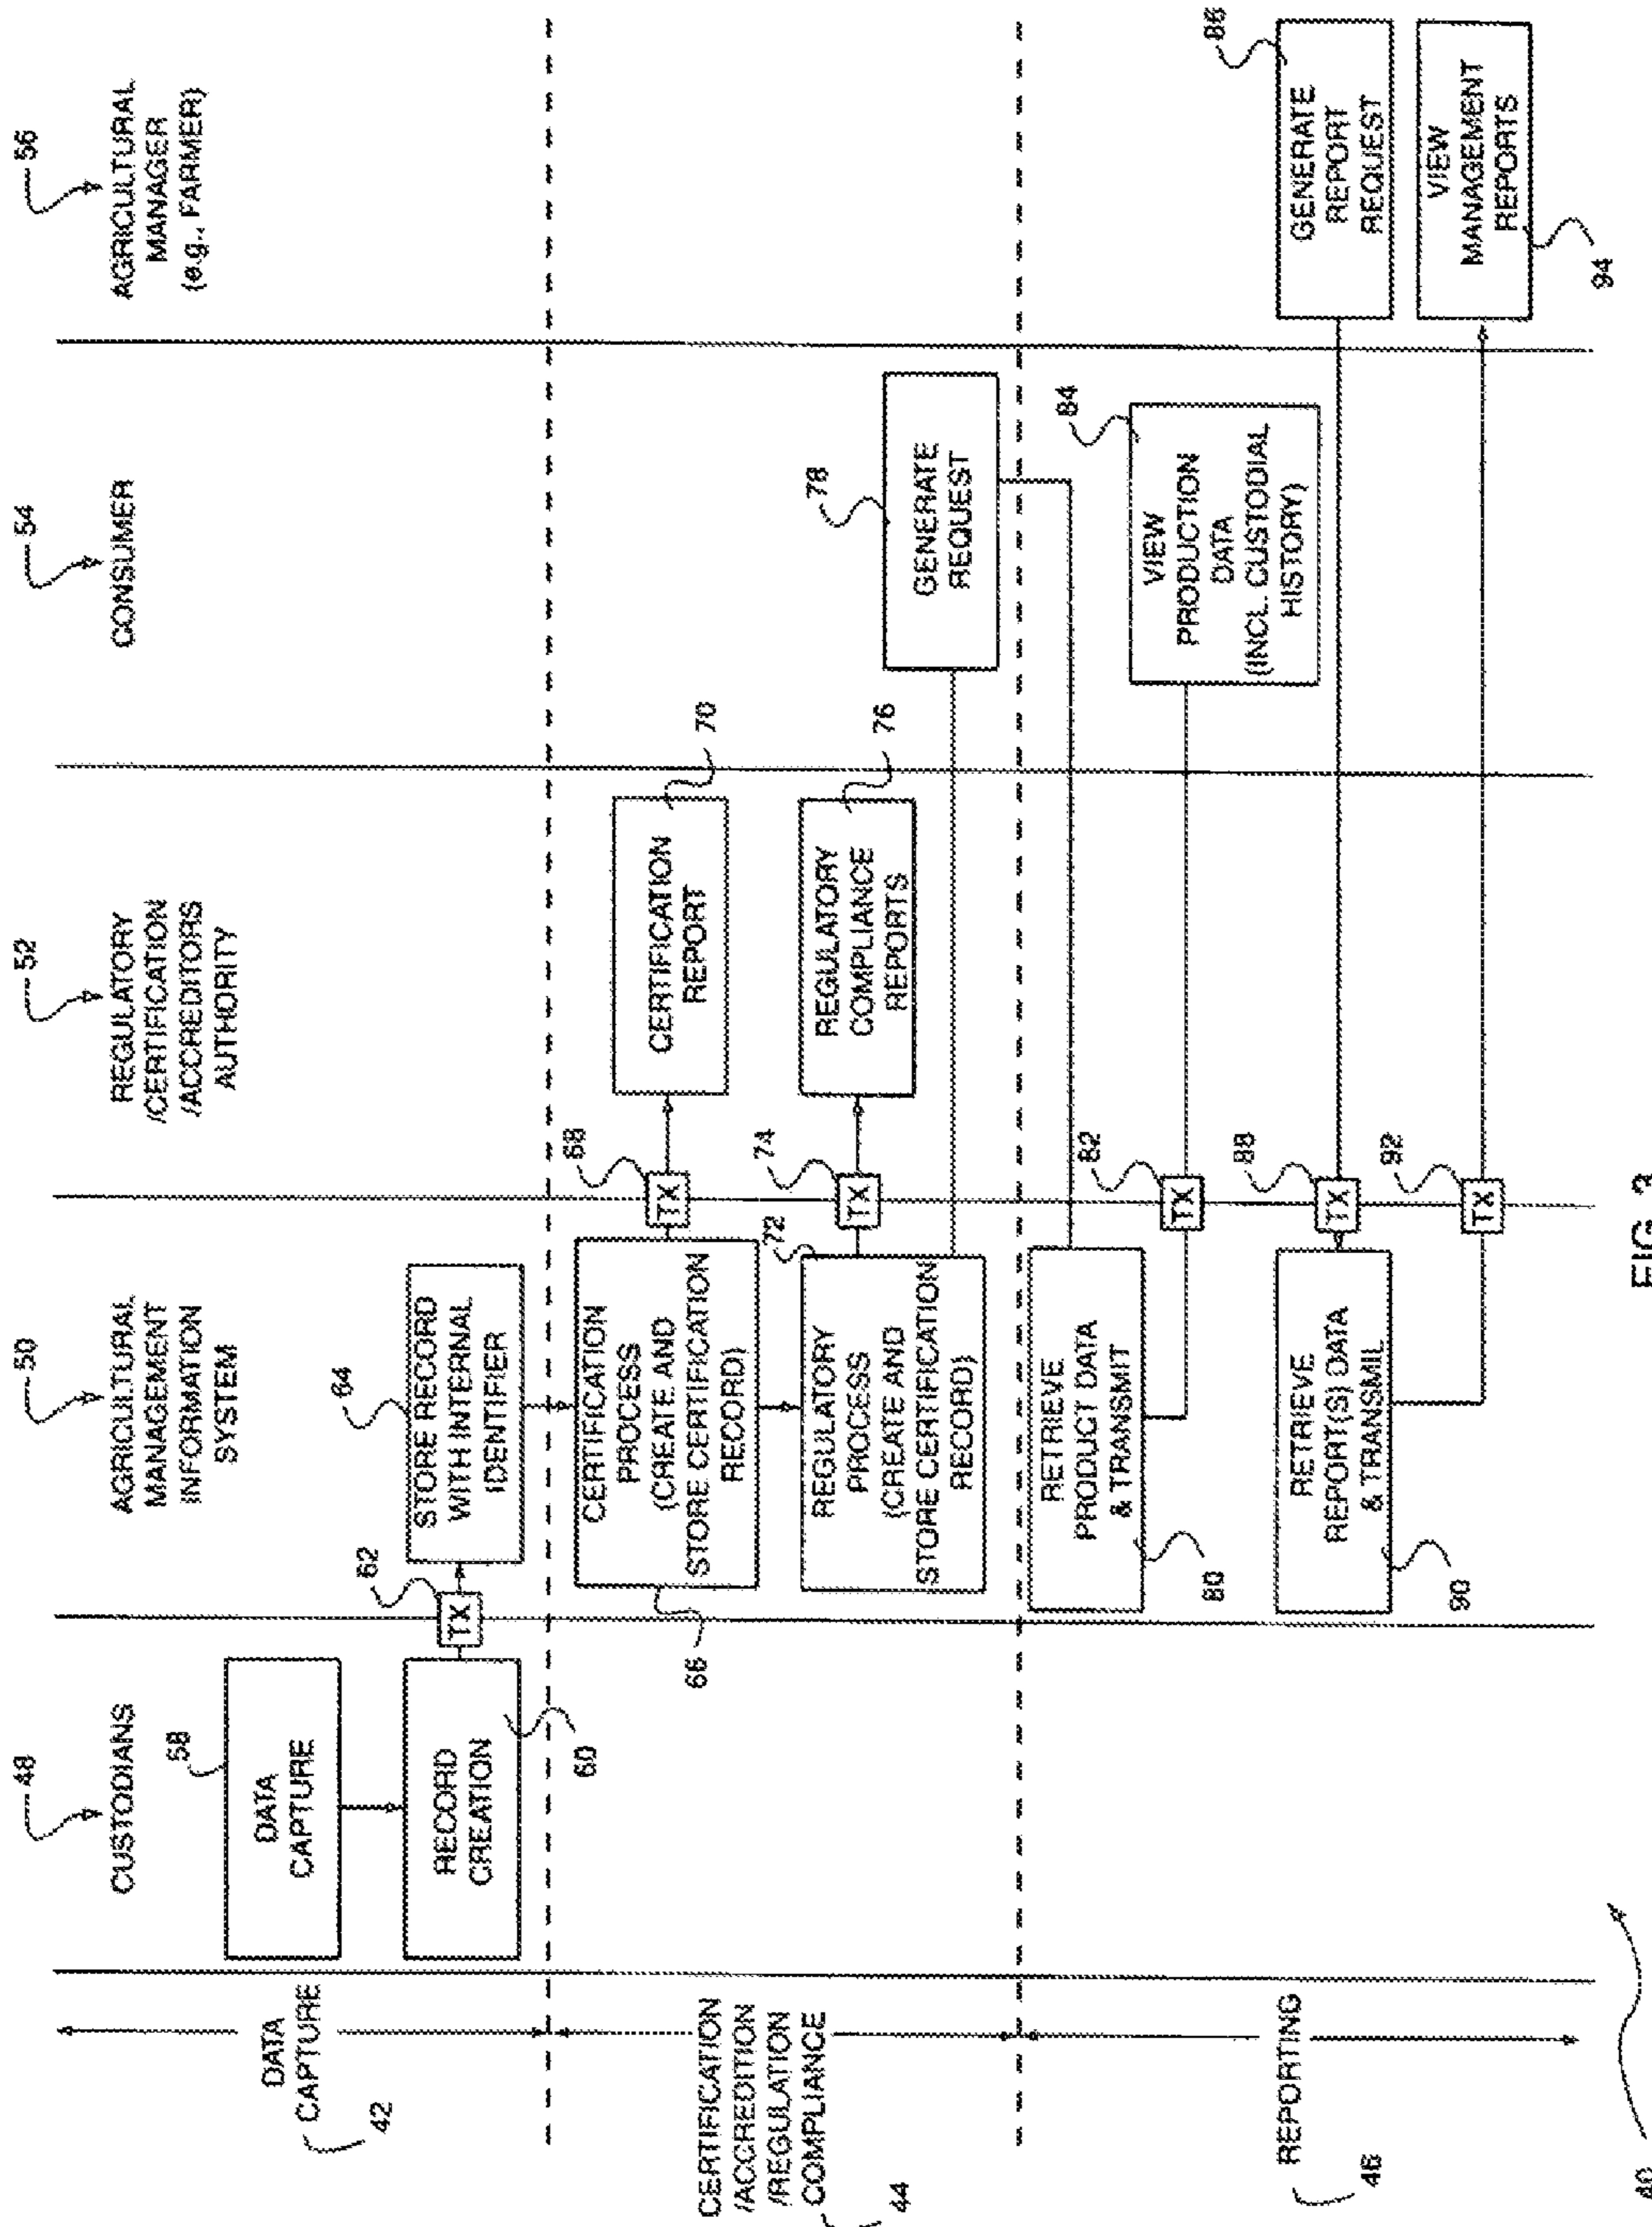 48
CUSTODIANS
50
AGRICULTURAL
MANAGEMENT
INFORMATION
SYSTEM
52
REGULATORY
/CERTIFICATION
/ACCREDITORS
AUTHORITY
54
CONSUMER
56
AGRICULTURAL
MANAGER
(e.g., FARMER)
DATA
CAPTURE
42
58
DATA
CAPTURE
RECORD
CREATION
60
62
TX
64
STORE RECORD
WITH INTERNAL
IDENTIFIER
CERTIFICATION
/ACCREDITION
/REGULATION
COMPLIANCE
44
66
CERTIFICATION
PROCESS
(CREATE AND
STORE CERTIFICATION
RECORD)
68
TX
CERTIFICATION
REPORT
70
72
REGULATORY
PROCESS
(CREATE AND
STORE CERTIFICATION
RECORD)
74
TX
REGULATORY
COMPLIANCE
REPORTS
76
78
GENERATE
REQUEST
REPORTING
46
RETRIEVE
PRODUCT DATA
& TRANSMIT
80
82
TX
84
VIEW
PRODUCTION
DATA
(INCL. CUSTODIAL
HISTORY)
86
GENERATE
REPORT
REQUEST
88
TX
RETRIEVE
REPORT(S) DATA
& TRANSMIL
90
92
TX
VIEW
MANAGEMENT
REPORTS
94
40
FIG. 3